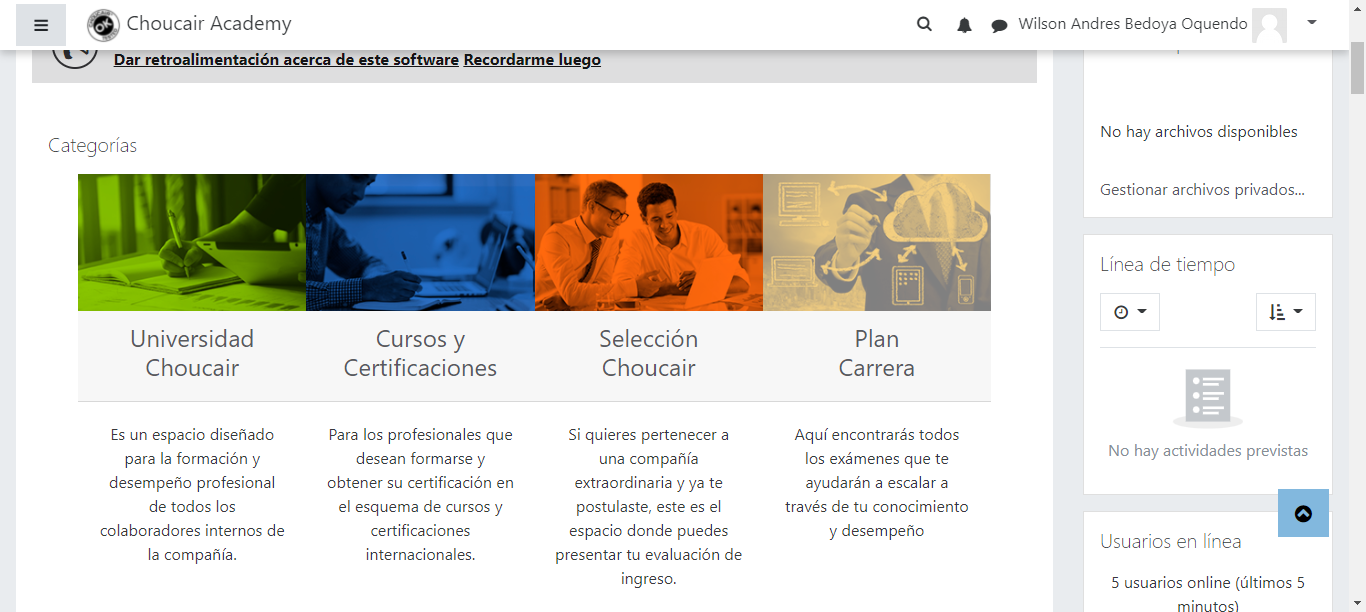 Choucair Academy
Wilson Andres Bedoya Oquendo
Dar retroalimentación acerca de este software Recordarme luego
Categorías
Universidad
Choucair
Es un espacio diseñado
para la formación y
desempeño profesional
de todos los
colaboradores internos de
la compañía.
Cursos y
Certificaciones
Para los profesionales que
desean formarse y
obtener su certificación en
el esquema de cursos y
certificaciones
internacionales.
Selección
Choucair
Si quieres pertenecer a
una compañía
extraordinaria y ya te
postulaste, este es el
espacio donde puedes
presentar tu evaluación de
ingreso.
Plan
Carrera
Aquí encontrarás todos
los exámenes que te
ayudarán a escalar a
través de tu conocimiento
y desempeño
No hay archivos disponibles
Gestionar archivos privados...
Línea de tiempo
No hay actividades previstas
Usuarios en línea
5 usuarios online (últimos 5
minutos)